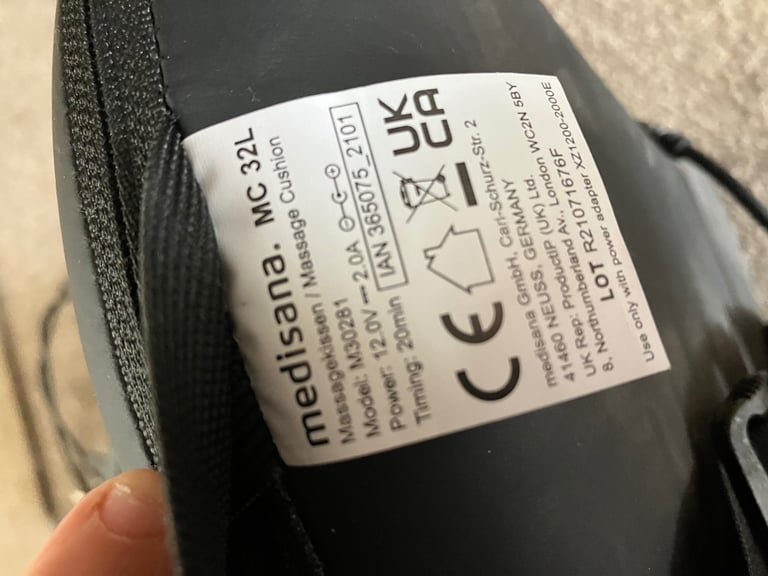 medisana. MC 32L
Massagekissen / Massage Cushion
Model: M30281
Power: 12.0V 2.0A
Timing: 20min
IAN 365075_2101
CE
UK
CA
medisana GmbH, Carl-Schurz-Str. 2
41460 NEUSS, GERMANY
UK Rep: ProductIP (UK) Ltd.
8, Northumberland Av., London WC2N 5BY
LOT R21071676F
Use only with power adapter XZ1200-2000E